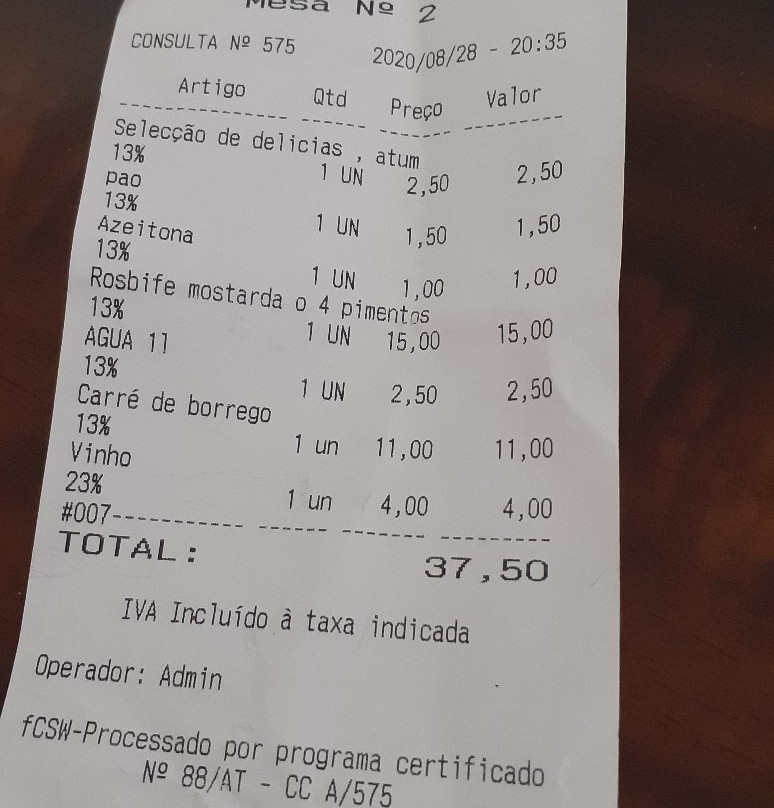 Mesa Nº 2
CONSULTA Nº 575 2020/08/28 - 20:35
Artigo Qtd Preço Valor
Selecção de delicias , atum
13% 1 UN 2,50 2,50
pao
13% 1 UN 1,50 1,50
Azeitona
13% 1 UN 1,00 1,00
Rosbife mostarda o 4 pimentos
13% 1 UN 15,00 15,00
AGUA 1l
13% 1 UN 2,50 2,50
Carré de borrego
13% 1 un 11,00 11,00
Vinho
23% 1 un 4,00 4,00
#007-----------  ------  -------  ---------
TOTAL: 37,50
IVA Incluído à taxa indicada
Operador: Admin
fCSW-Processado por programa certificado
Nº 88/AT - CC A/575